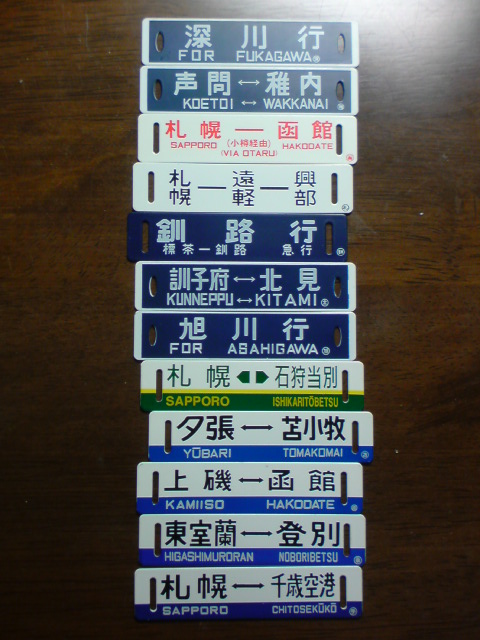 深川行
FOR FUKAGAWA
声問↔稚内
KOETOI ↔ WAKKANAI
札幌—函館
(小樽経由)
SAPPORO HAKODATE
(VIA OTARU)
札幌—遠軽—興部
釧路行
標茶—釧路 急行
訓子府↔北見
KUNNEPPU↔KITAMI
旭川行
FOR ASAHIGAWA
札幌◀▶石狩当別
SAPPORO ISHIKARITŌBETSU
夕張↔苫小牧
YŪBARI TOMAKOMAI
上磯↔函館
KAMIISO HAKODATE
東室蘭↔登別
HIGASHIMURORAN NOBORIBETSU
札幌↔千歳空港
SAPPORO CHITOSEKŪKŌ